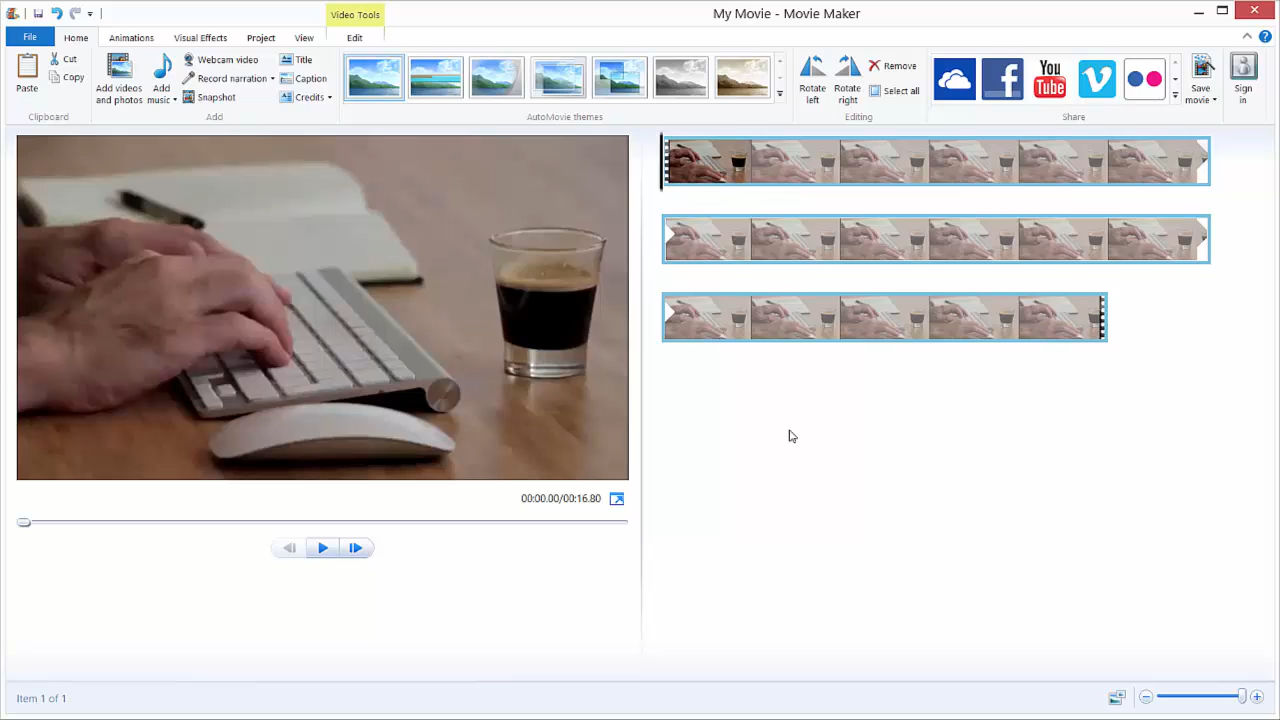 Video Tools
My Movie - Movie Maker
File
Home
Animations
Visual Effects
Project
View
Edit
Paste
Cut
Copy
Clipboard
Add videos
and photos
Add
music
Webcam video
Record narration
Snapshot
Title
Caption
Credits
Add
AutoMovie themes
Rotate
left
Rotate
right
Remove
Select all
Editing
You
Tube
Share
Save
movie
Sign
in
00:00.00/00:16.80
Item 1 of 1